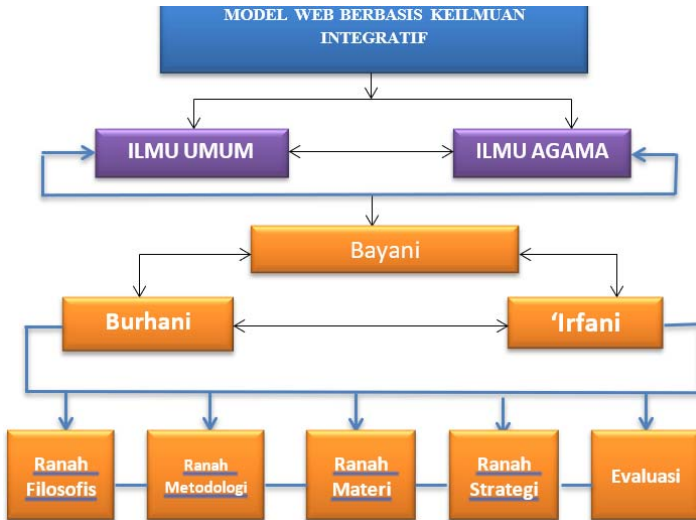 MODEL WEB BERBASIS KEILMUAN
INTEGRATIF
ILMU UMUM
ILMU AGAMA
Bayani
Burhani
‘Irfani
Ranah
Filosofis
Ranah
Metodologi
Ranah
Materi
Ranah
Strategi
Evaluasi